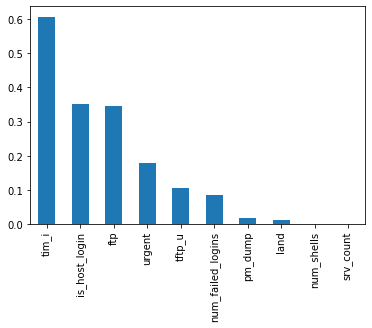 0.6
0.5
0.4
0.3
0.2
0.1
0.0
tim_i
is_host_login
ftp
urgent
tftp_u
num_failed_logins
pm_dump
land
num_shells
srv_count